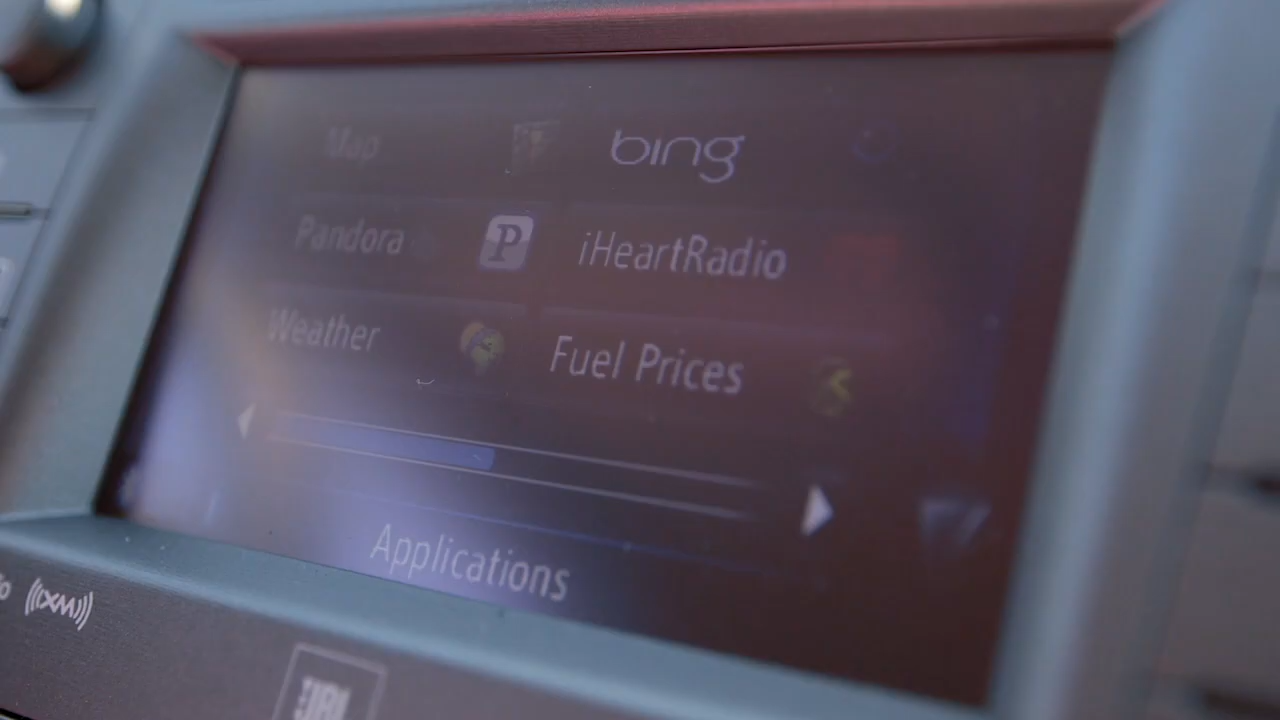 Map bing
Pandora P iHeartRadio
Weather Fuel Prices
Applications
XM
JBL